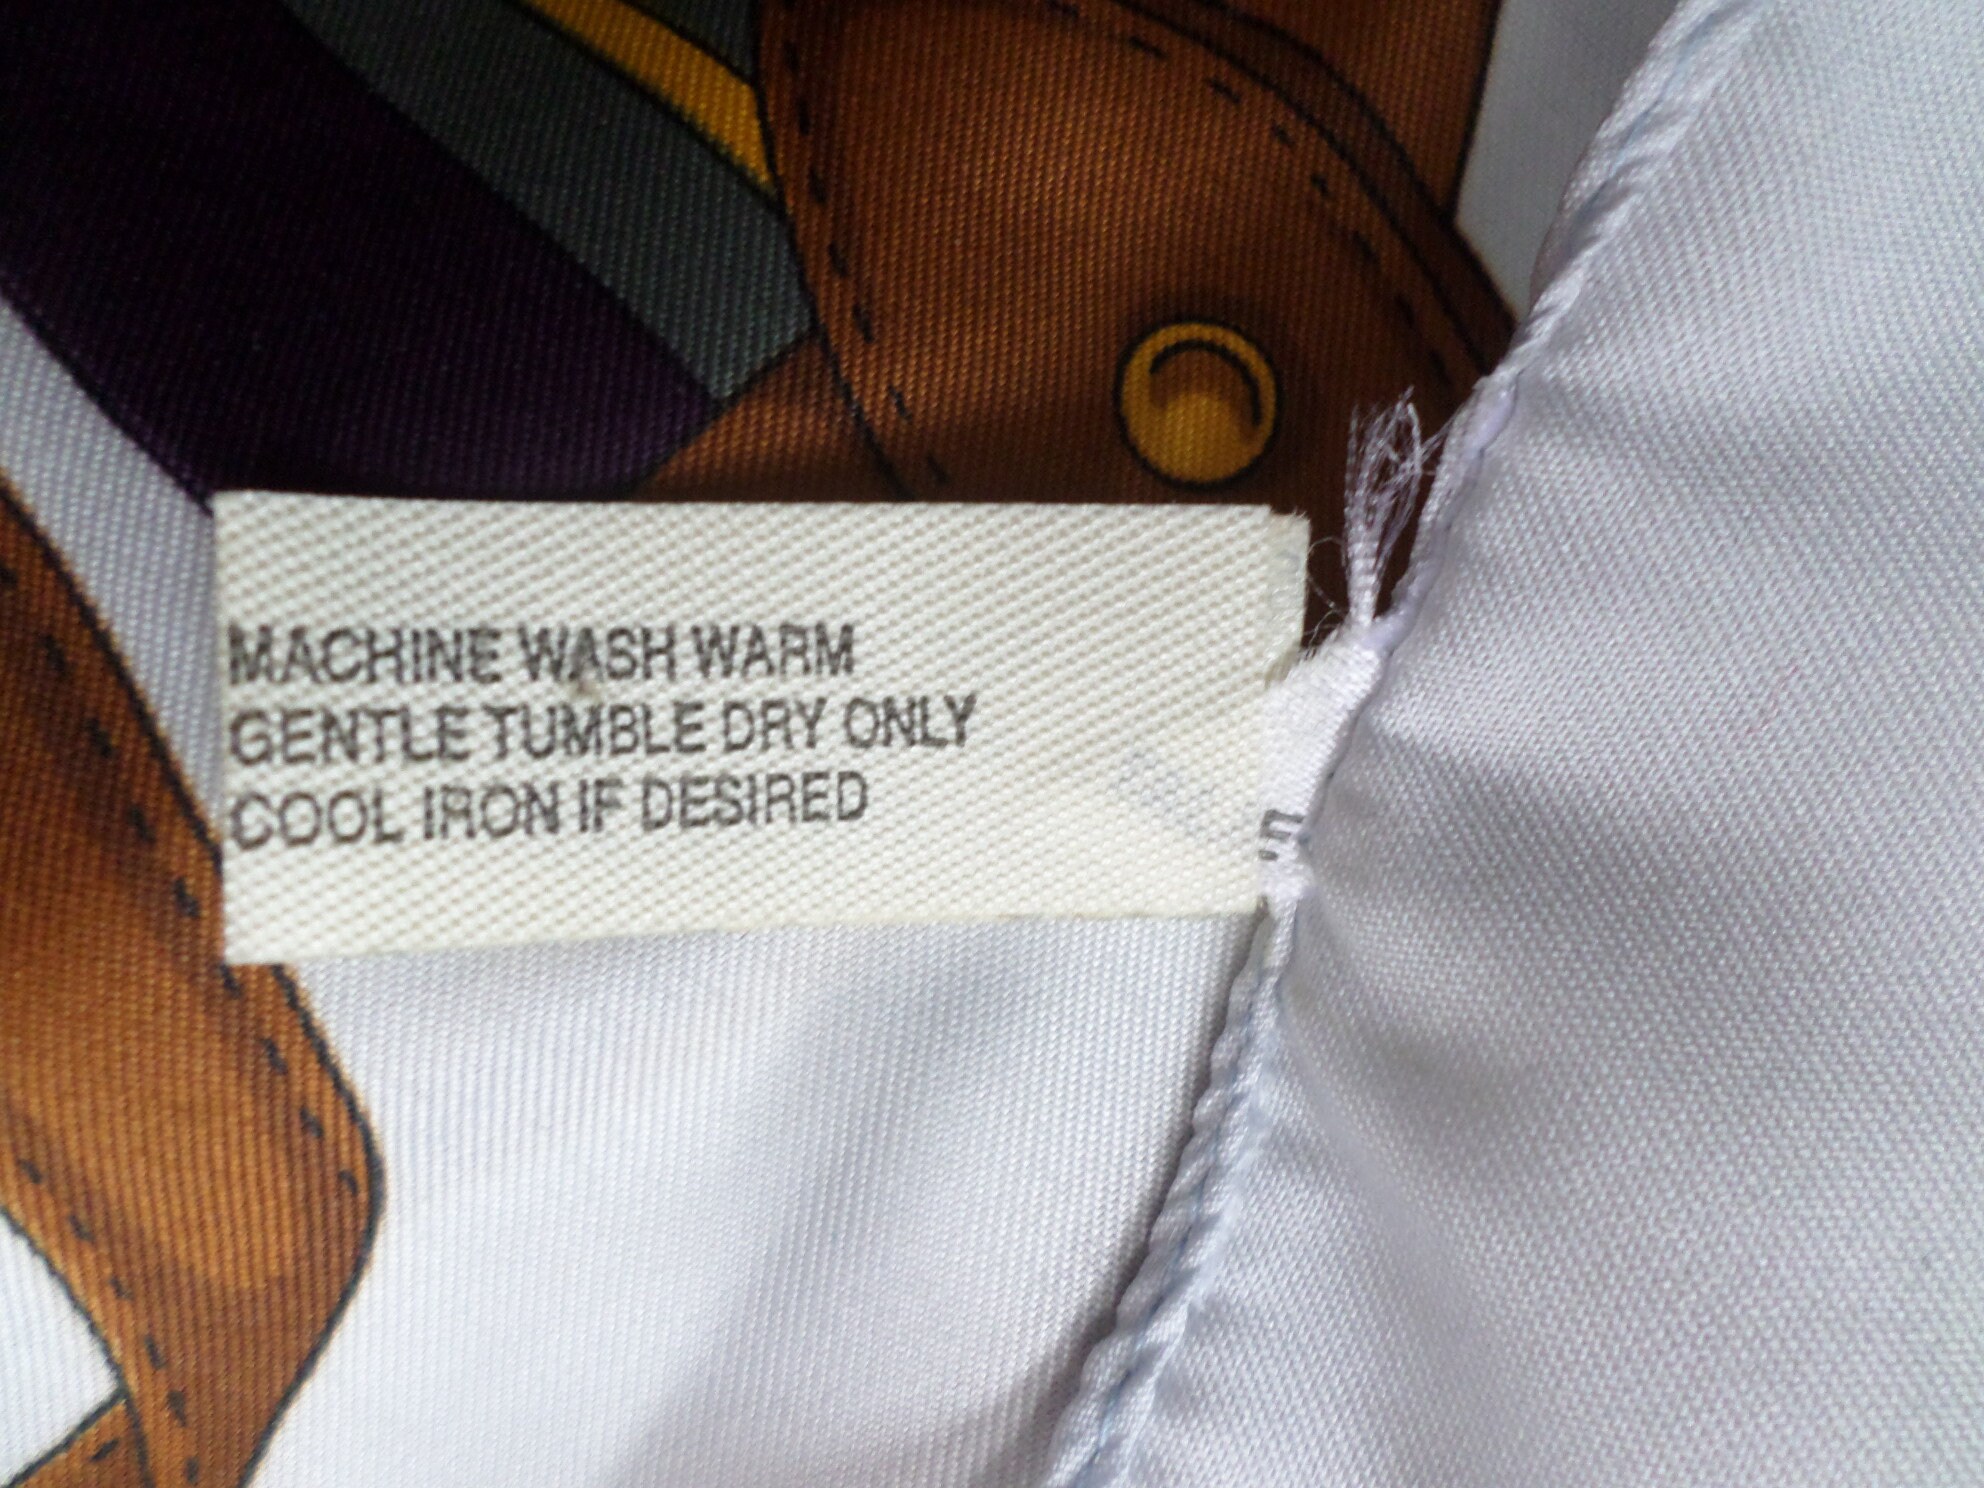 MACHINE WASH WARM
GENTLE TUMBLE DRY ONLY
COOL IRON IF DESIRED